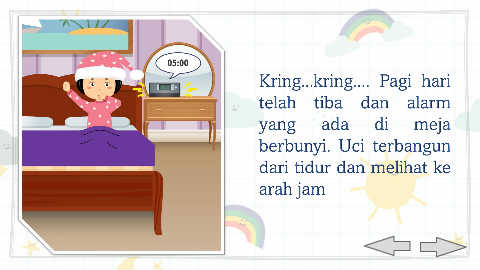 05:00
Kring...kring.... Pagi hari
telah tiba dan alarm
yang ada di meja
berbunyi. Uci terbangun
dari tidur dan melihat ke
arah jam